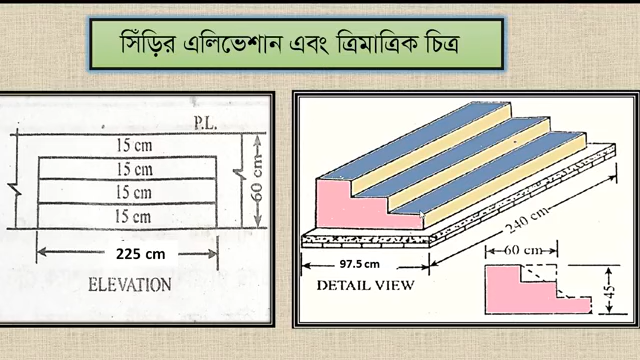 সিঁড়ির এলিভেশান এবং ত্রিমাত্রিক চিত্র
P.L.
15 cm
15 cm
15 cm
15 cm
60 cm
225 cm
ELEVATION
240 cm
97.5 cm
DETAIL VIEW
60 cm
45